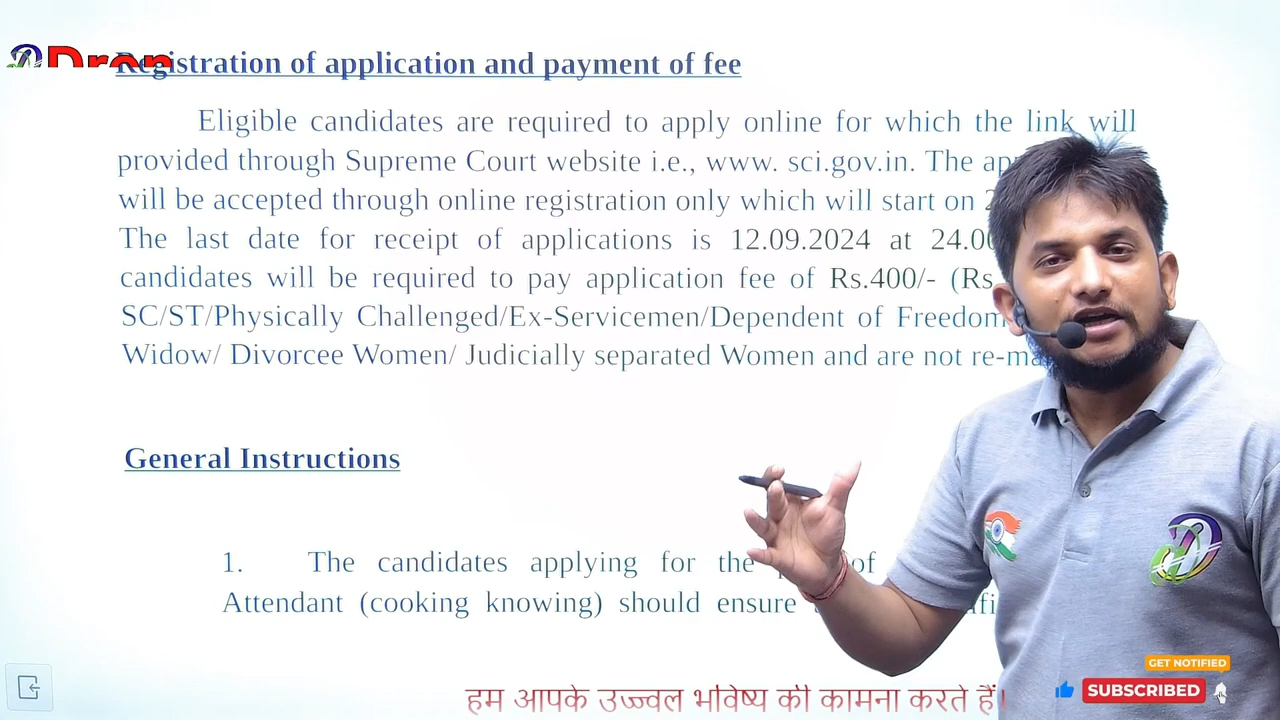 Dron
Registration of application and payment of fee
Eligible candidates are required to apply online for which the link will
provided through Supreme Court website i.e., www. sci.gov.in. The
will be accepted through online registration only which will start on
The last date for receipt of applications is 12.09.2024 at 24.00
candidates will be required to pay application fee of Rs.400/- (Rs.
SC/ST/Physically Challenged/Ex-Servicemen/Dependent of Freedom
Widow/ Divorcee Women/ Judicially separated Women and are not
General Instructions
1. The candidates applying for the of
Attendant (cooking knowing) should ensure
हम आपके उज्ज्वल भविष्य की कामना करते हैं।
GET NOTIFIED
SUBSCRIBED